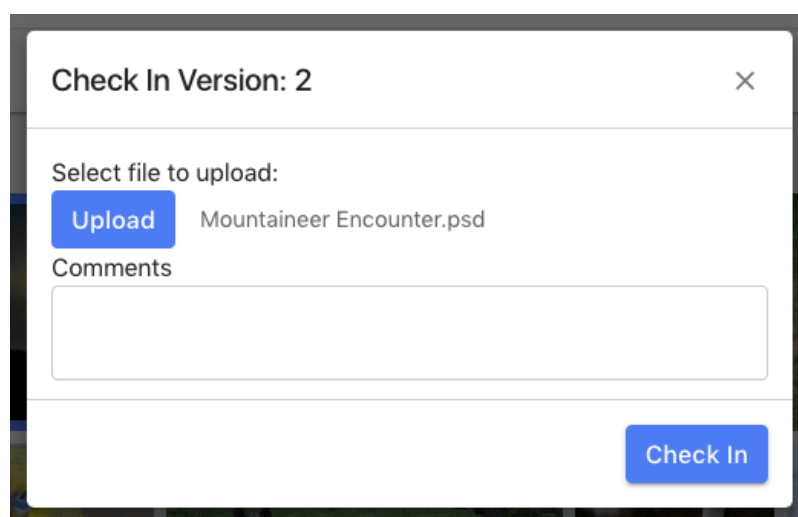 Check In Version: 2
Select file to upload:
Upload Mountaineer Encounter.psd
Comments
Check In